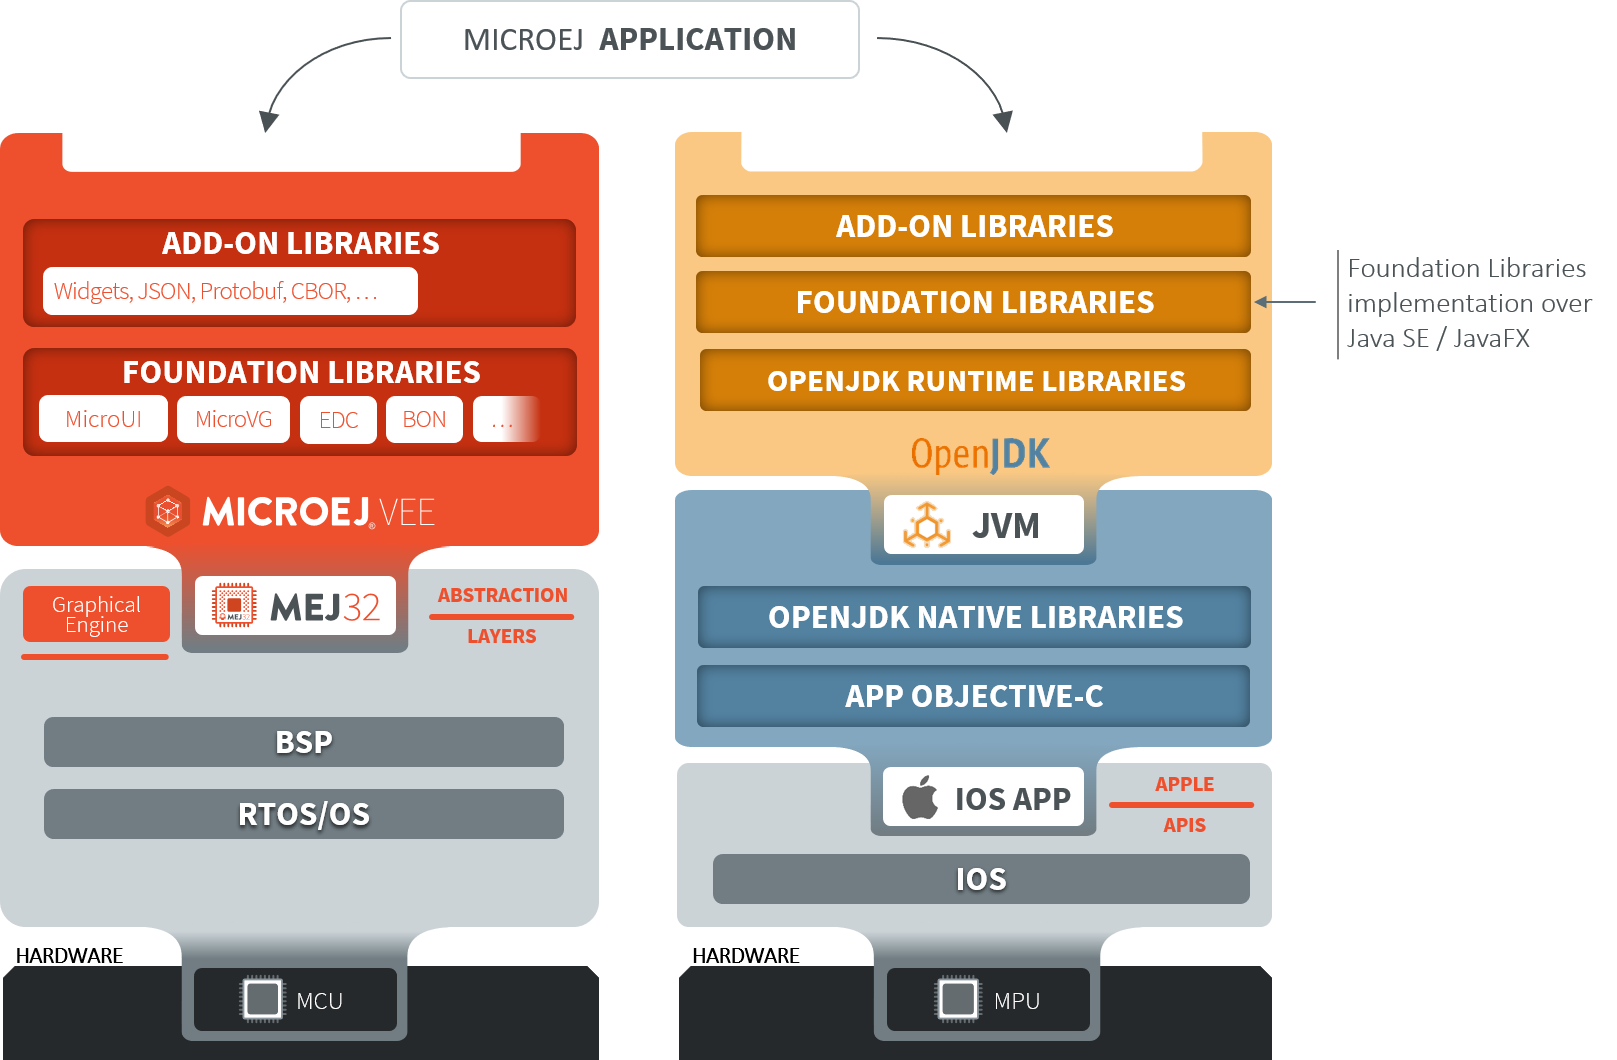 MICROEJ APPLICATION
ADD-ON LIBRARIES
Widgets, JSON, Protobuf, CBOR, ...
FOUNDATION LIBRARIES
MicroUI
MicroVG
EDC
BON
...
MICROEJ® VEE
Graphical
Engine
MEJ32
MEJ32
ABSTRACTION
LAYERS
BSP
RTOS/OS
HARDWARE
MCU
ADD-ON LIBRARIES
FOUNDATION LIBRARIES
OPENJDK RUNTIME LIBRARIES
OpenJDK
Foundation Libraries
implementation over
Java SE / JavaFX
JVM
OPENJDK NATIVE LIBRARIES
APP OBJECTIVE-C
IOS APP
APPLE
APIS
IOS
HARDWARE
MPU